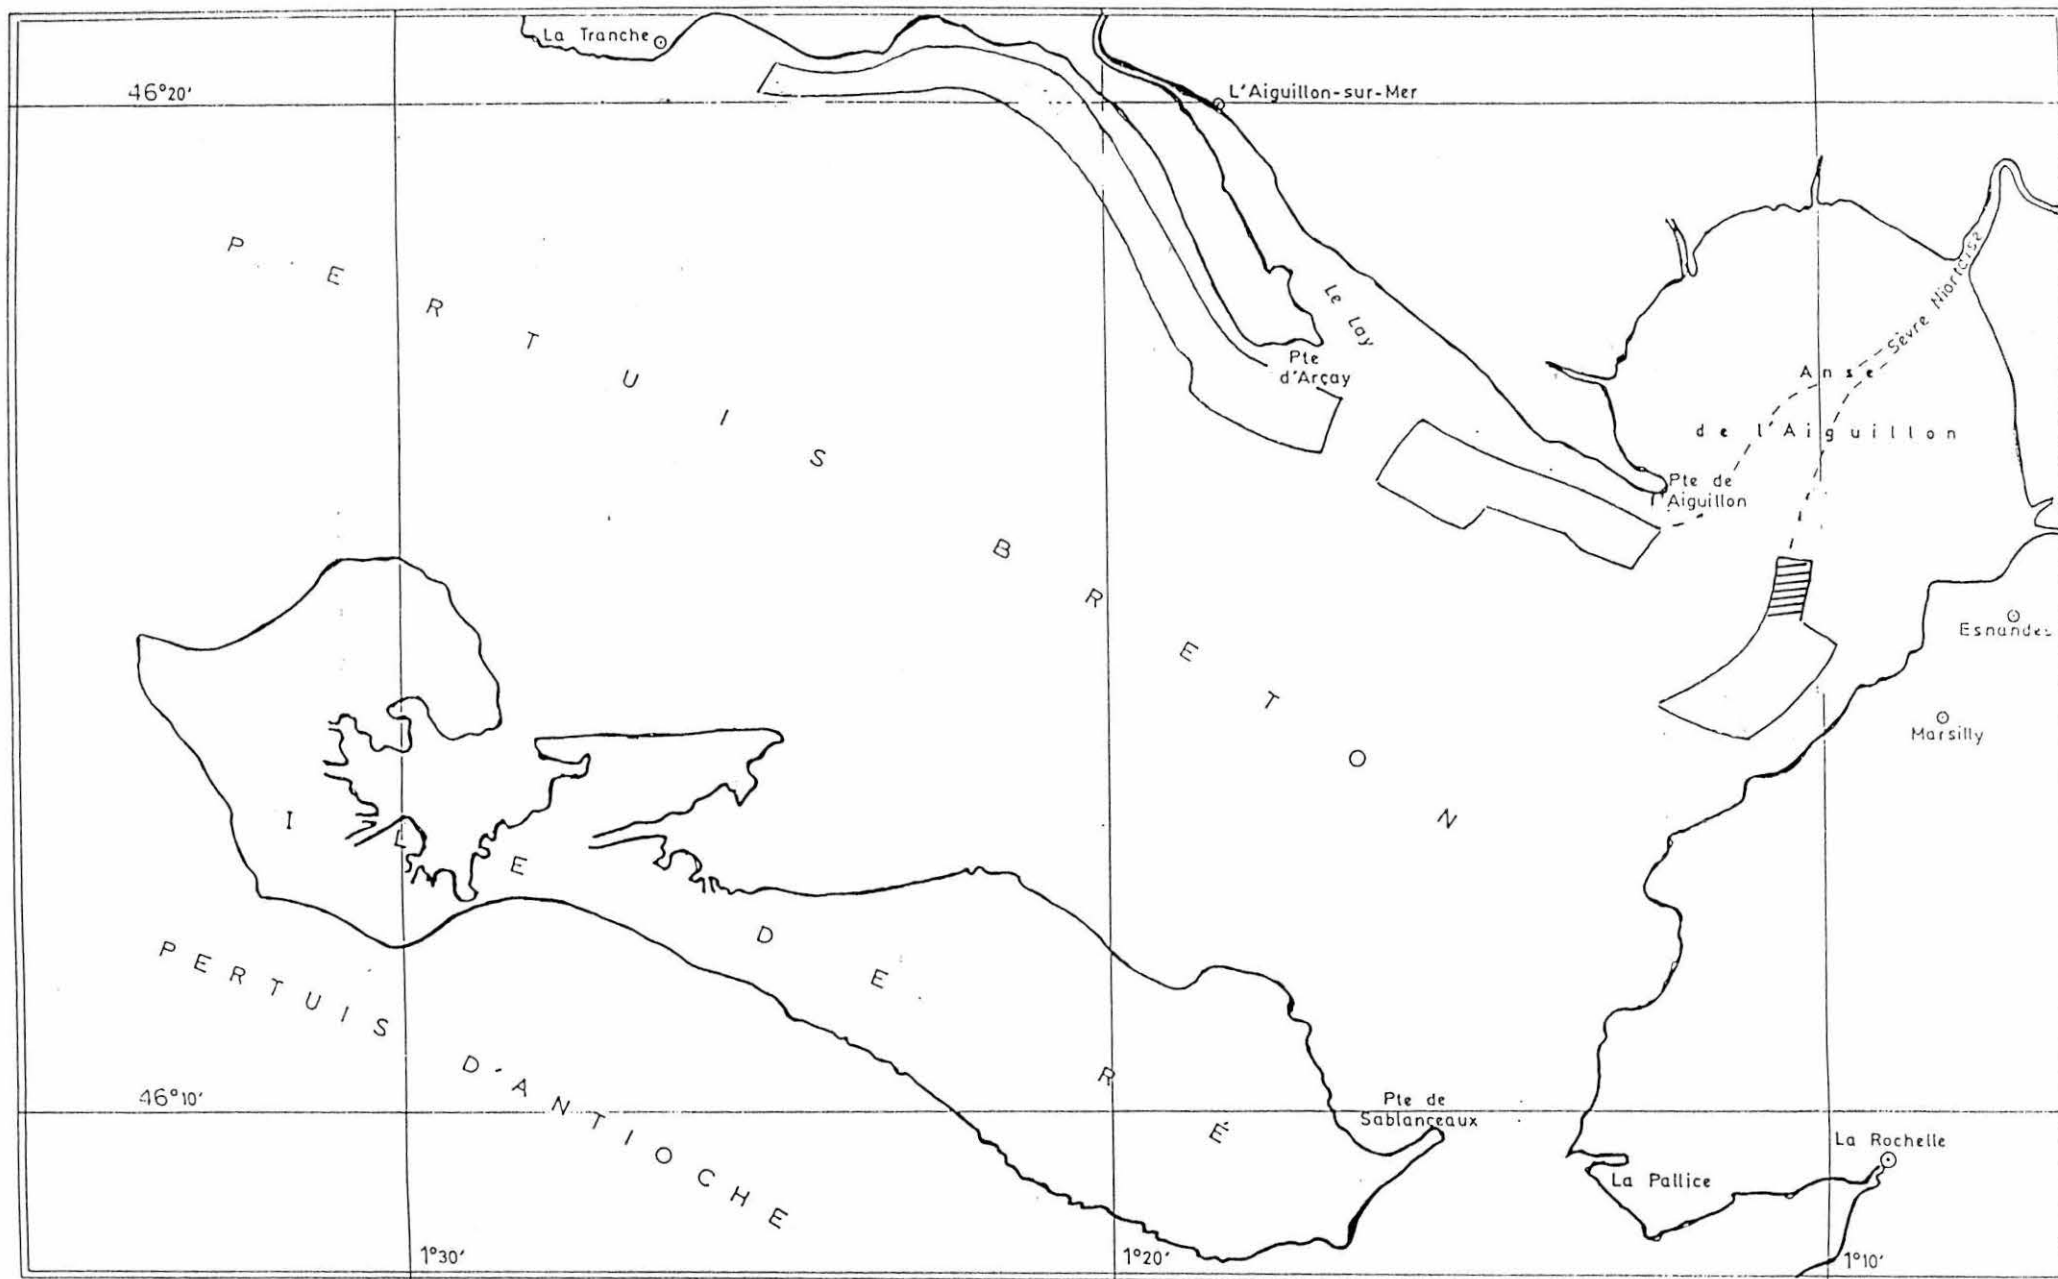 La Tranche
46°20'
L'Aiguillon-sur-Mer
PERTUIS BRETON
Le Lay
Sèvre Niortaise
Pte
d'Arçay
Anse
de l'Aiguillon
Pte de
Aiguillon
Esnandes
Marsilly
ILE DE RÉ
PERTUIS D'ANTIOCHE
46°10'
Pte de
Sablanceaux
La Rochelle
La Pallice
1°30'
1°20'
1°10'